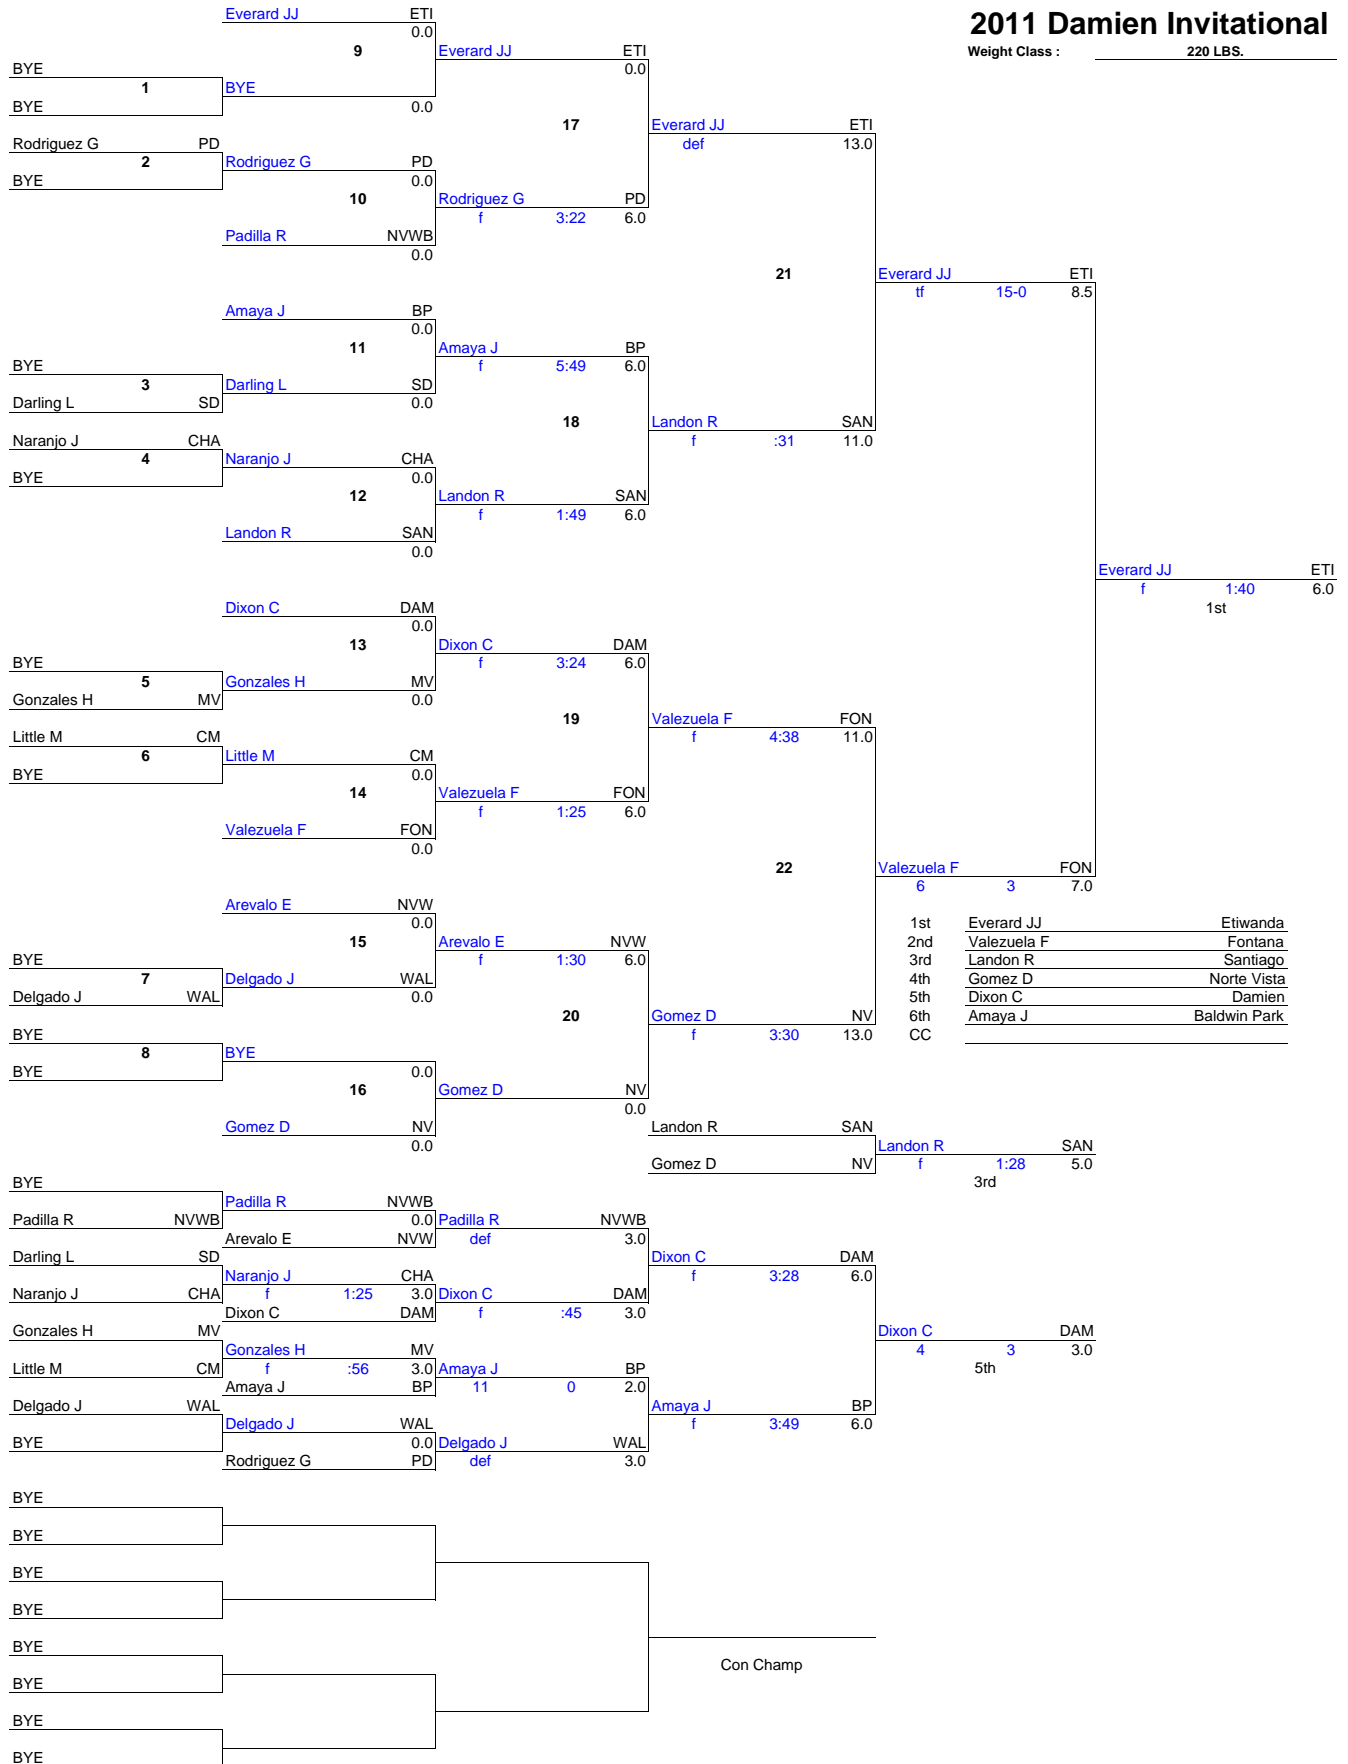 2011 Damien Invitational
Weight Class : 220 LBS.
Everard JJ ETI
0.0
9
Everard JJ ETI
0.0
BYE
1
BYE
BYE
0.0
17
Everard JJ ETI
def 13.0
Rodriguez G PD
2
BYE
Rodriguez G PD
0.0
10
Rodriguez G PD
f 3:22 6.0
Padilla R NVWB
0.0
21
Everard JJ ETI
tf 15-0 8.5
Amaya J BP
0.0
11
Amaya J BP
f 5:49 6.0
BYE
3
Darling L SD
Darling L SD
0.0
18
Landon R SAN
f :31 11.0
Naranjo J CHA
4
BYE
Naranjo J CHA
0.0
12
Landon R SAN
f 1:49 6.0
Landon R SAN
0.0
Everard JJ ETI
f 1:40 6.0
1st
Dixon C DAM
0.0
13
Dixon C DAM
f 3:24 6.0
BYE
5
Gonzales H MV
Gonzales H MV
0.0
19
Valezuela F FON
f 4:38 11.0
Little M CM
6
BYE
Little M CM
0.0
14
Valezuela F FON
f 1:25 6.0
Valezuela F FON
0.0
22
Valezuela F FON
6 3 7.0
Arevalo E NVW
0.0
15
Arevalo E NVW
f 1:30 6.0
BYE
7
Delgado J WAL
Delgado J WAL
0.0
20
Gomez D NV
f 3:30 13.0
BYE
8
BYE
BYE
0.0
16
Gomez D NV
0.0
Gomez D NV
0.0
1st Everard JJ Etiwanda
2nd Valezuela F Fontana
3rd Landon R Santiago
4th Gomez D Norte Vista
5th Dixon C Damien
6th Amaya J Baldwin Park
CC
Landon R SAN
Gomez D NV
Landon R SAN
f 1:28 5.0
3rd
BYE
Padilla R NVWB
Padilla R NVWB
0.0
Arevalo E NVW
Padilla R NVWB
def 3.0
Darling L SD
Naranjo J CHA
Naranjo J CHA
f 1:25 3.0
Dixon C DAM
Dixon C DAM
f :45 3.0
Dixon C DAM
f 3:28 6.0
Gonzales H MV
Little M CM
Gonzales H MV
f :56 3.0
Amaya J BP
Amaya J BP
11 0 2.0
Dixon C DAM
4 3 3.0
5th
Delgado J WAL
BYE
Delgado J WAL
0.0
Rodriguez G PD
Delgado J WAL
def 3.0
Amaya J BP
f 3:49 6.0
BYE
BYE
BYE
BYE
BYE
BYE
BYE
BYE
Con Champ